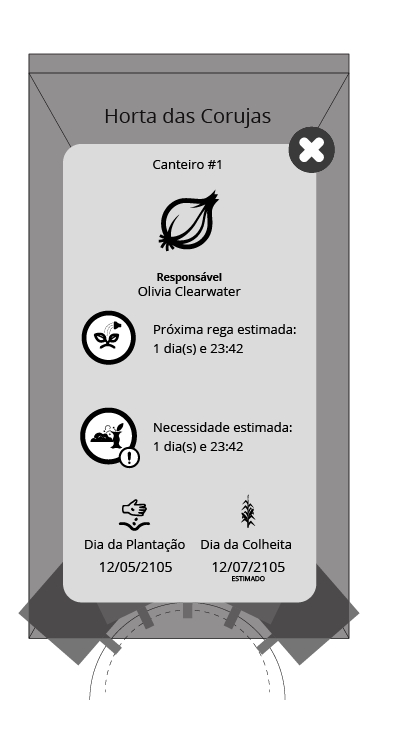 Horta das Corujas
Canteiro #1
Responsável
Olivia Clearwater
Próxima rega estimada:
1 dia(s) e 23:42
Necessidade estimada:
1 dia(s) e 23:42
Dia da Plantação
12/05/2105
Dia da Colheita
12/07/2105
ESTIMADO